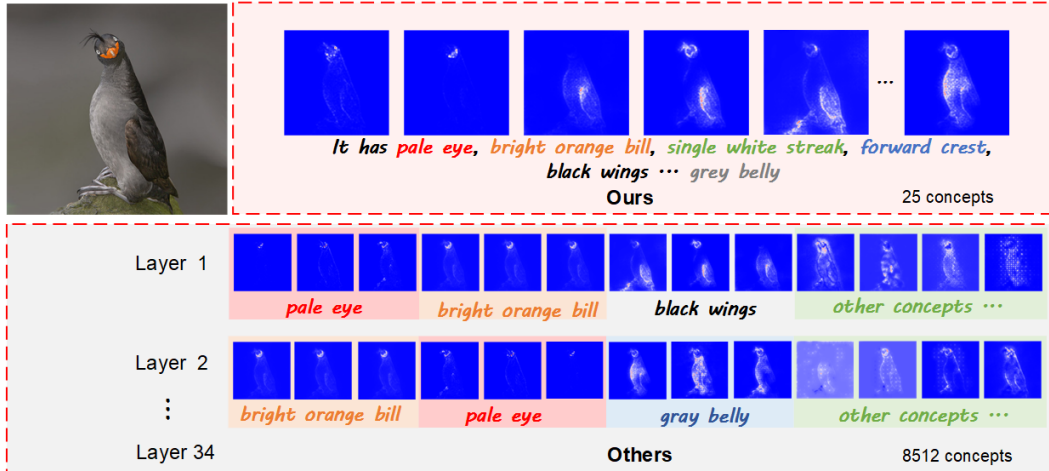 ...
It has pale eye, bright orange bill, single white streak, forward crest,
black wings ... grey belly
Ours
25 concepts
Layer 1
pale eye
bright orange bill
black wings
other concepts ...
Layer 2
bright orange bill
pale eye
gray belly
other concepts ...
⋮
Layer 34
Others
8512 concepts